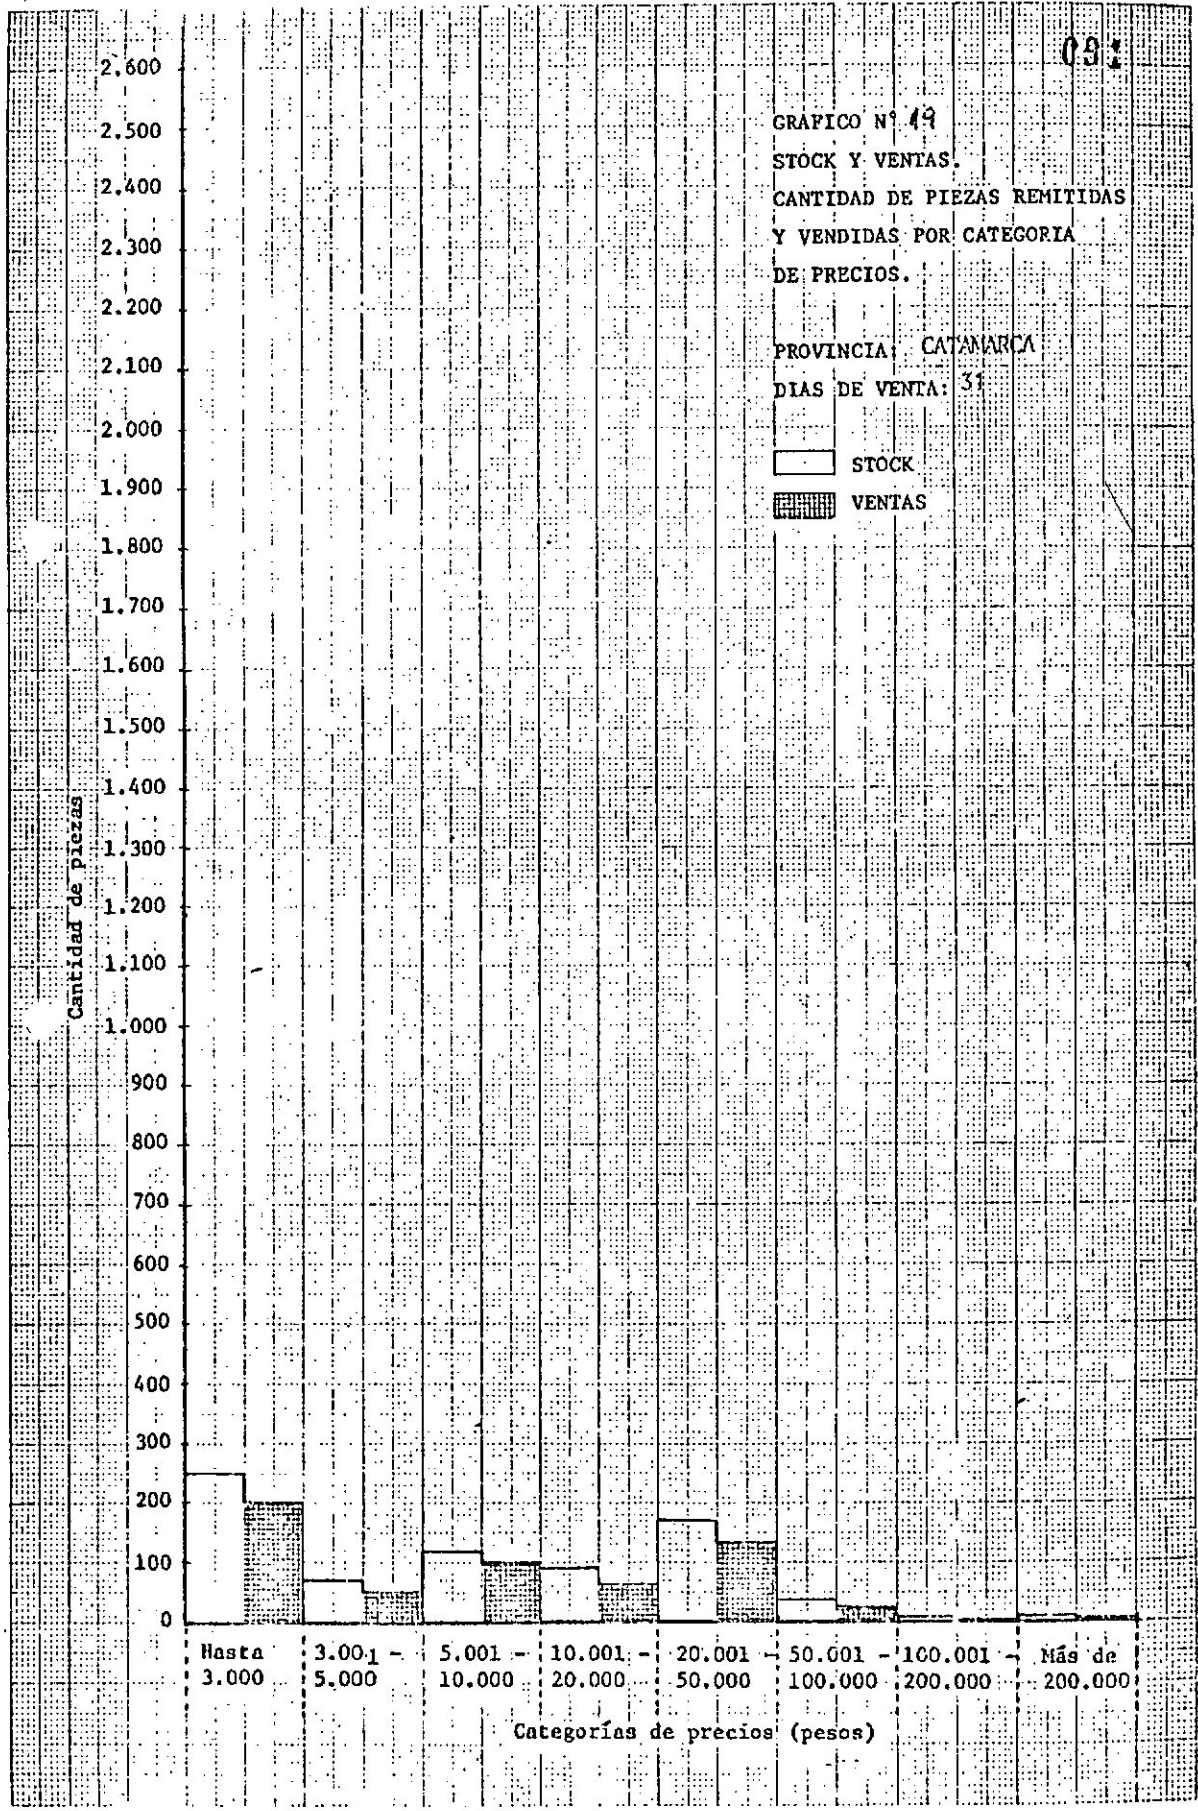 091
GRAFICO Nº 19
STOCK Y VENTAS.
CANTIDAD DE PIEZAS REMITIDAS
Y VENDIDAS POR CATEGORIA
DE PRECIOS.
PROVINCIA: CATAMARCA
DIAS DE VENTA: 31
STOCK
VENTAS
Cantidad de piezas
2.600
2.500
2.400
2.300
2.200
2.100
2.000
1.900
1.800
1.700
1.600
1.500
1.400
1.300
1.200
1.100
1.000
900
800
700
600
500
400
300
200
100
0
Hasta 3.001 - 5.001 - 10.001 - 20.001 - 50.001 - 100.001 - Más de
3.000 5.000 10.000 20.000 50.000 100.000 200.000 200.000
Categorías de precios (pesos)